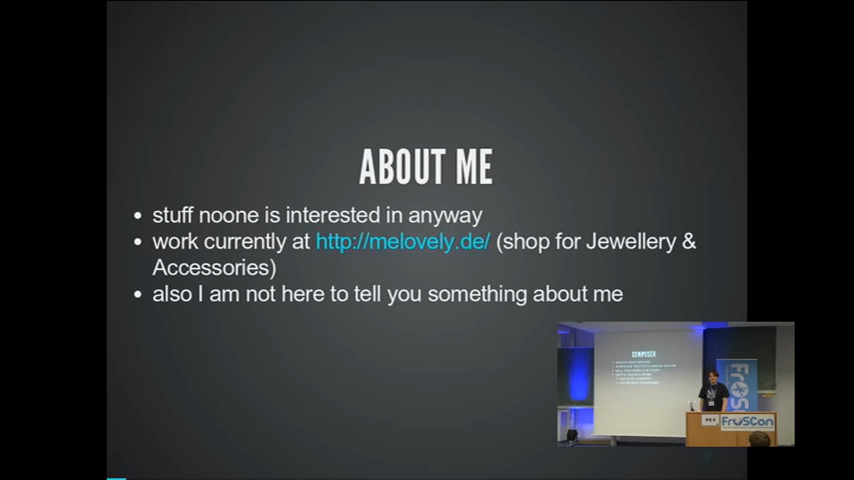 ABOUT ME
stuff noone is interested in anyway
work currently at http://melovely.de/ (shop for Jewellery &
Accessories)
also I am not here to tell you something about me
COMPOSER
FrOSCon